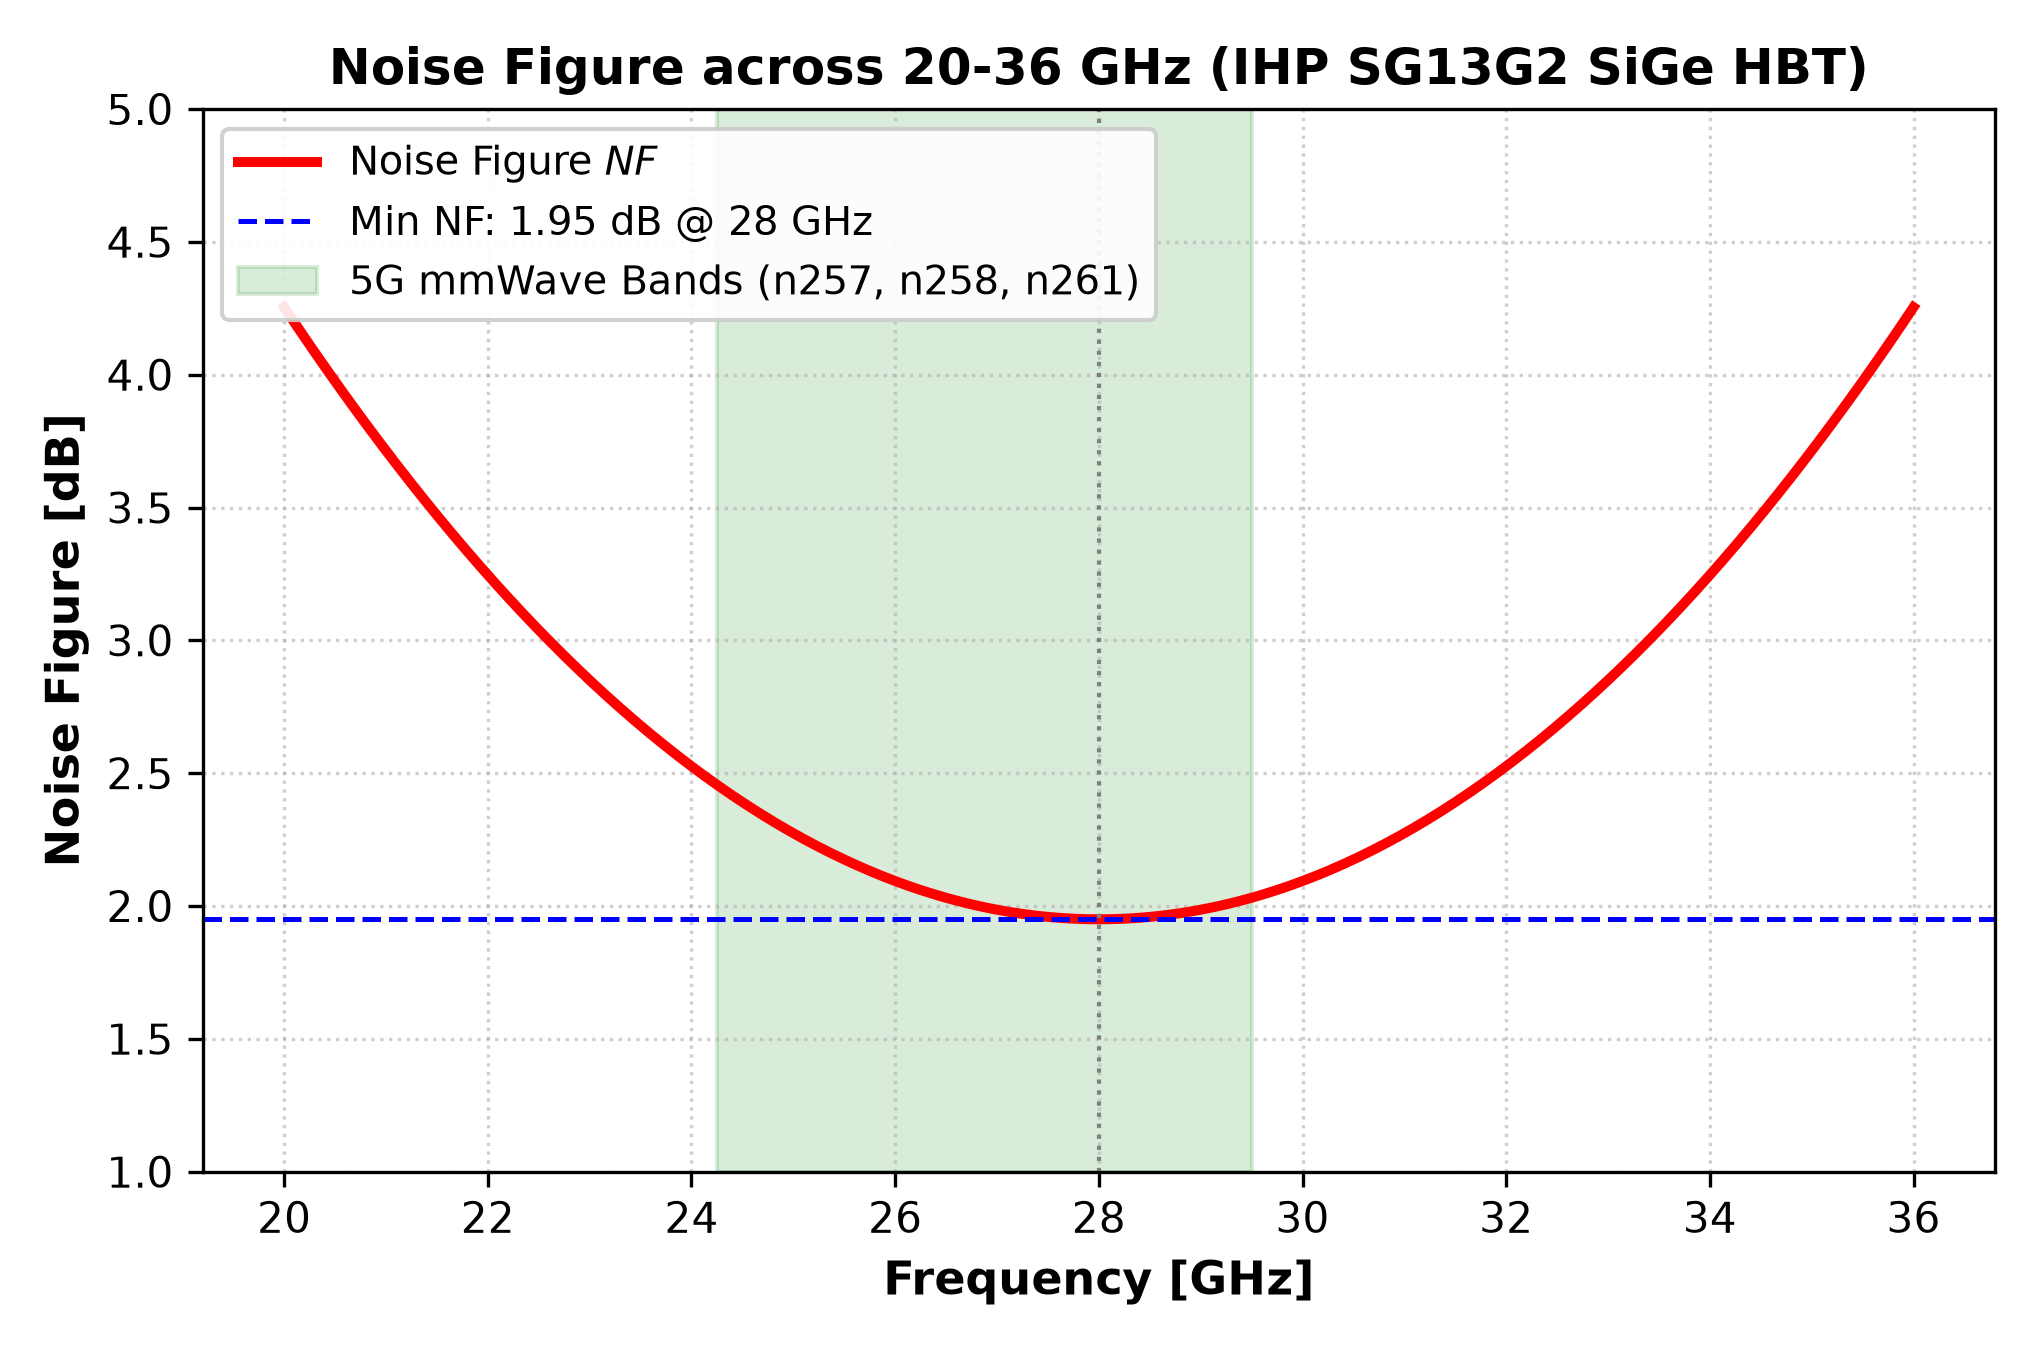 Noise Figure across 20-36 GHz (IHP SG13G2 SiGe HBT)
Noise Figure NF
Min NF: 1.95 dB @ 28 GHz
5G mmWave Bands (n257, n258, n261)
Noise Figure [dB]
5.0
4.5
4.0
3.5
3.0
2.5
2.0
1.5
1.0
20 22 24 26 28 30 32 34 36
Frequency [GHz]